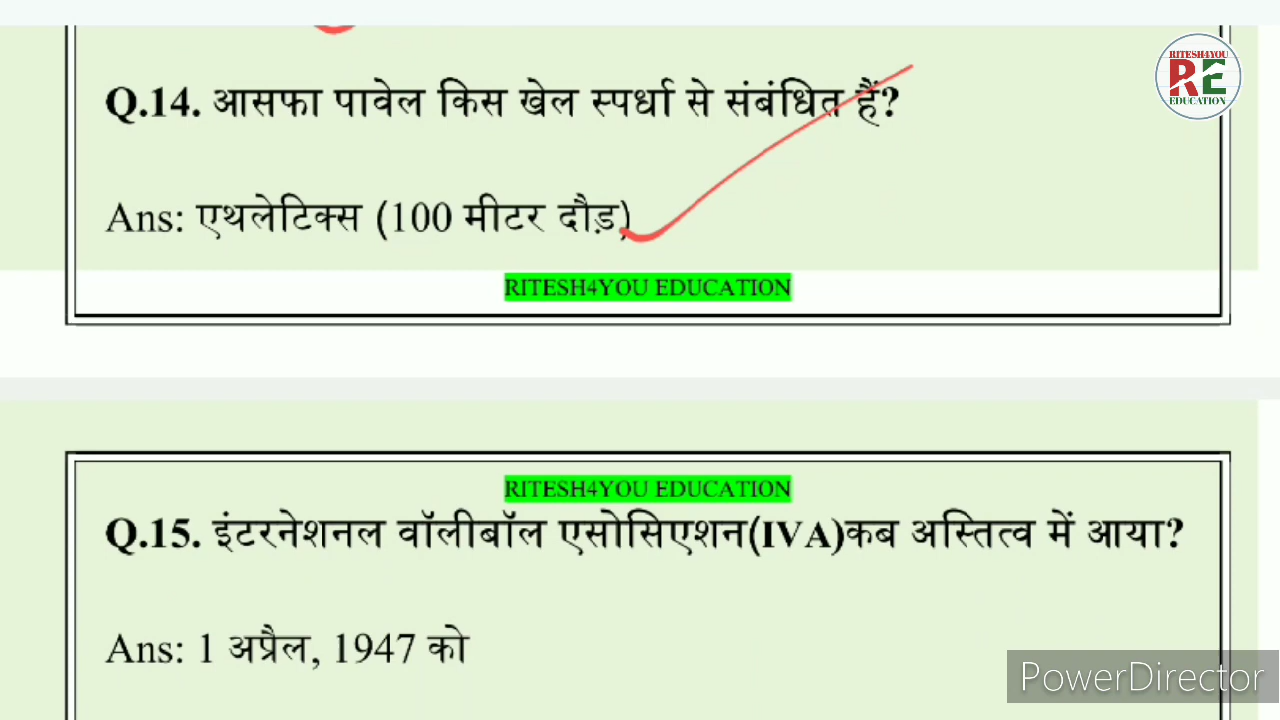 RITESH4YOU
RE
EDUCATION
Q.14. आसफा पावेल किस खेल स्पर्धा से संबंधित हैं?
Ans: एथलेटिक्स (100 मीटर दौड़)
RITESH4YOU EDUCATION
RITESH4YOU EDUCATION
Q.15. इंटरनेशनल वॉलीबॉल एसोसिएशन(IVA)कब अस्तित्व में आया?
Ans: 1 अप्रैल, 1947 को
PowerDirector